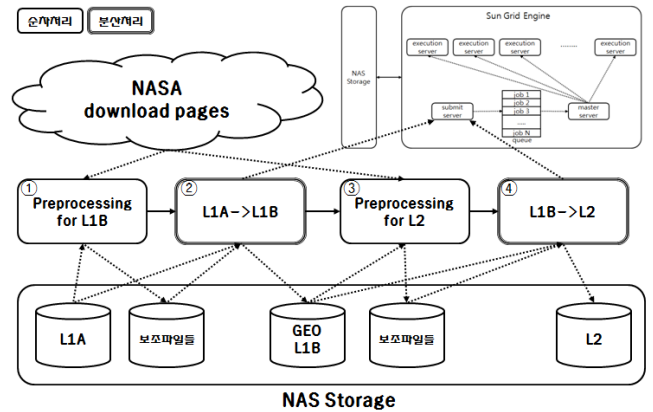 순차처리
분산처리
NASA
download pages
Sun Grid Engine
execution
server
execution
server
execution
server
........
execution
server
NAS
Storage
submit
server
job 1
job 2
job 3
.....
job N
queue
master
server
①
Preprocessing
for L1B
②
L1A->L1B
③
Preprocessing
for L2
④
L1B->L2
L1A
보조파일들
GEO
L1B
보조파일들
L2
NAS Storage